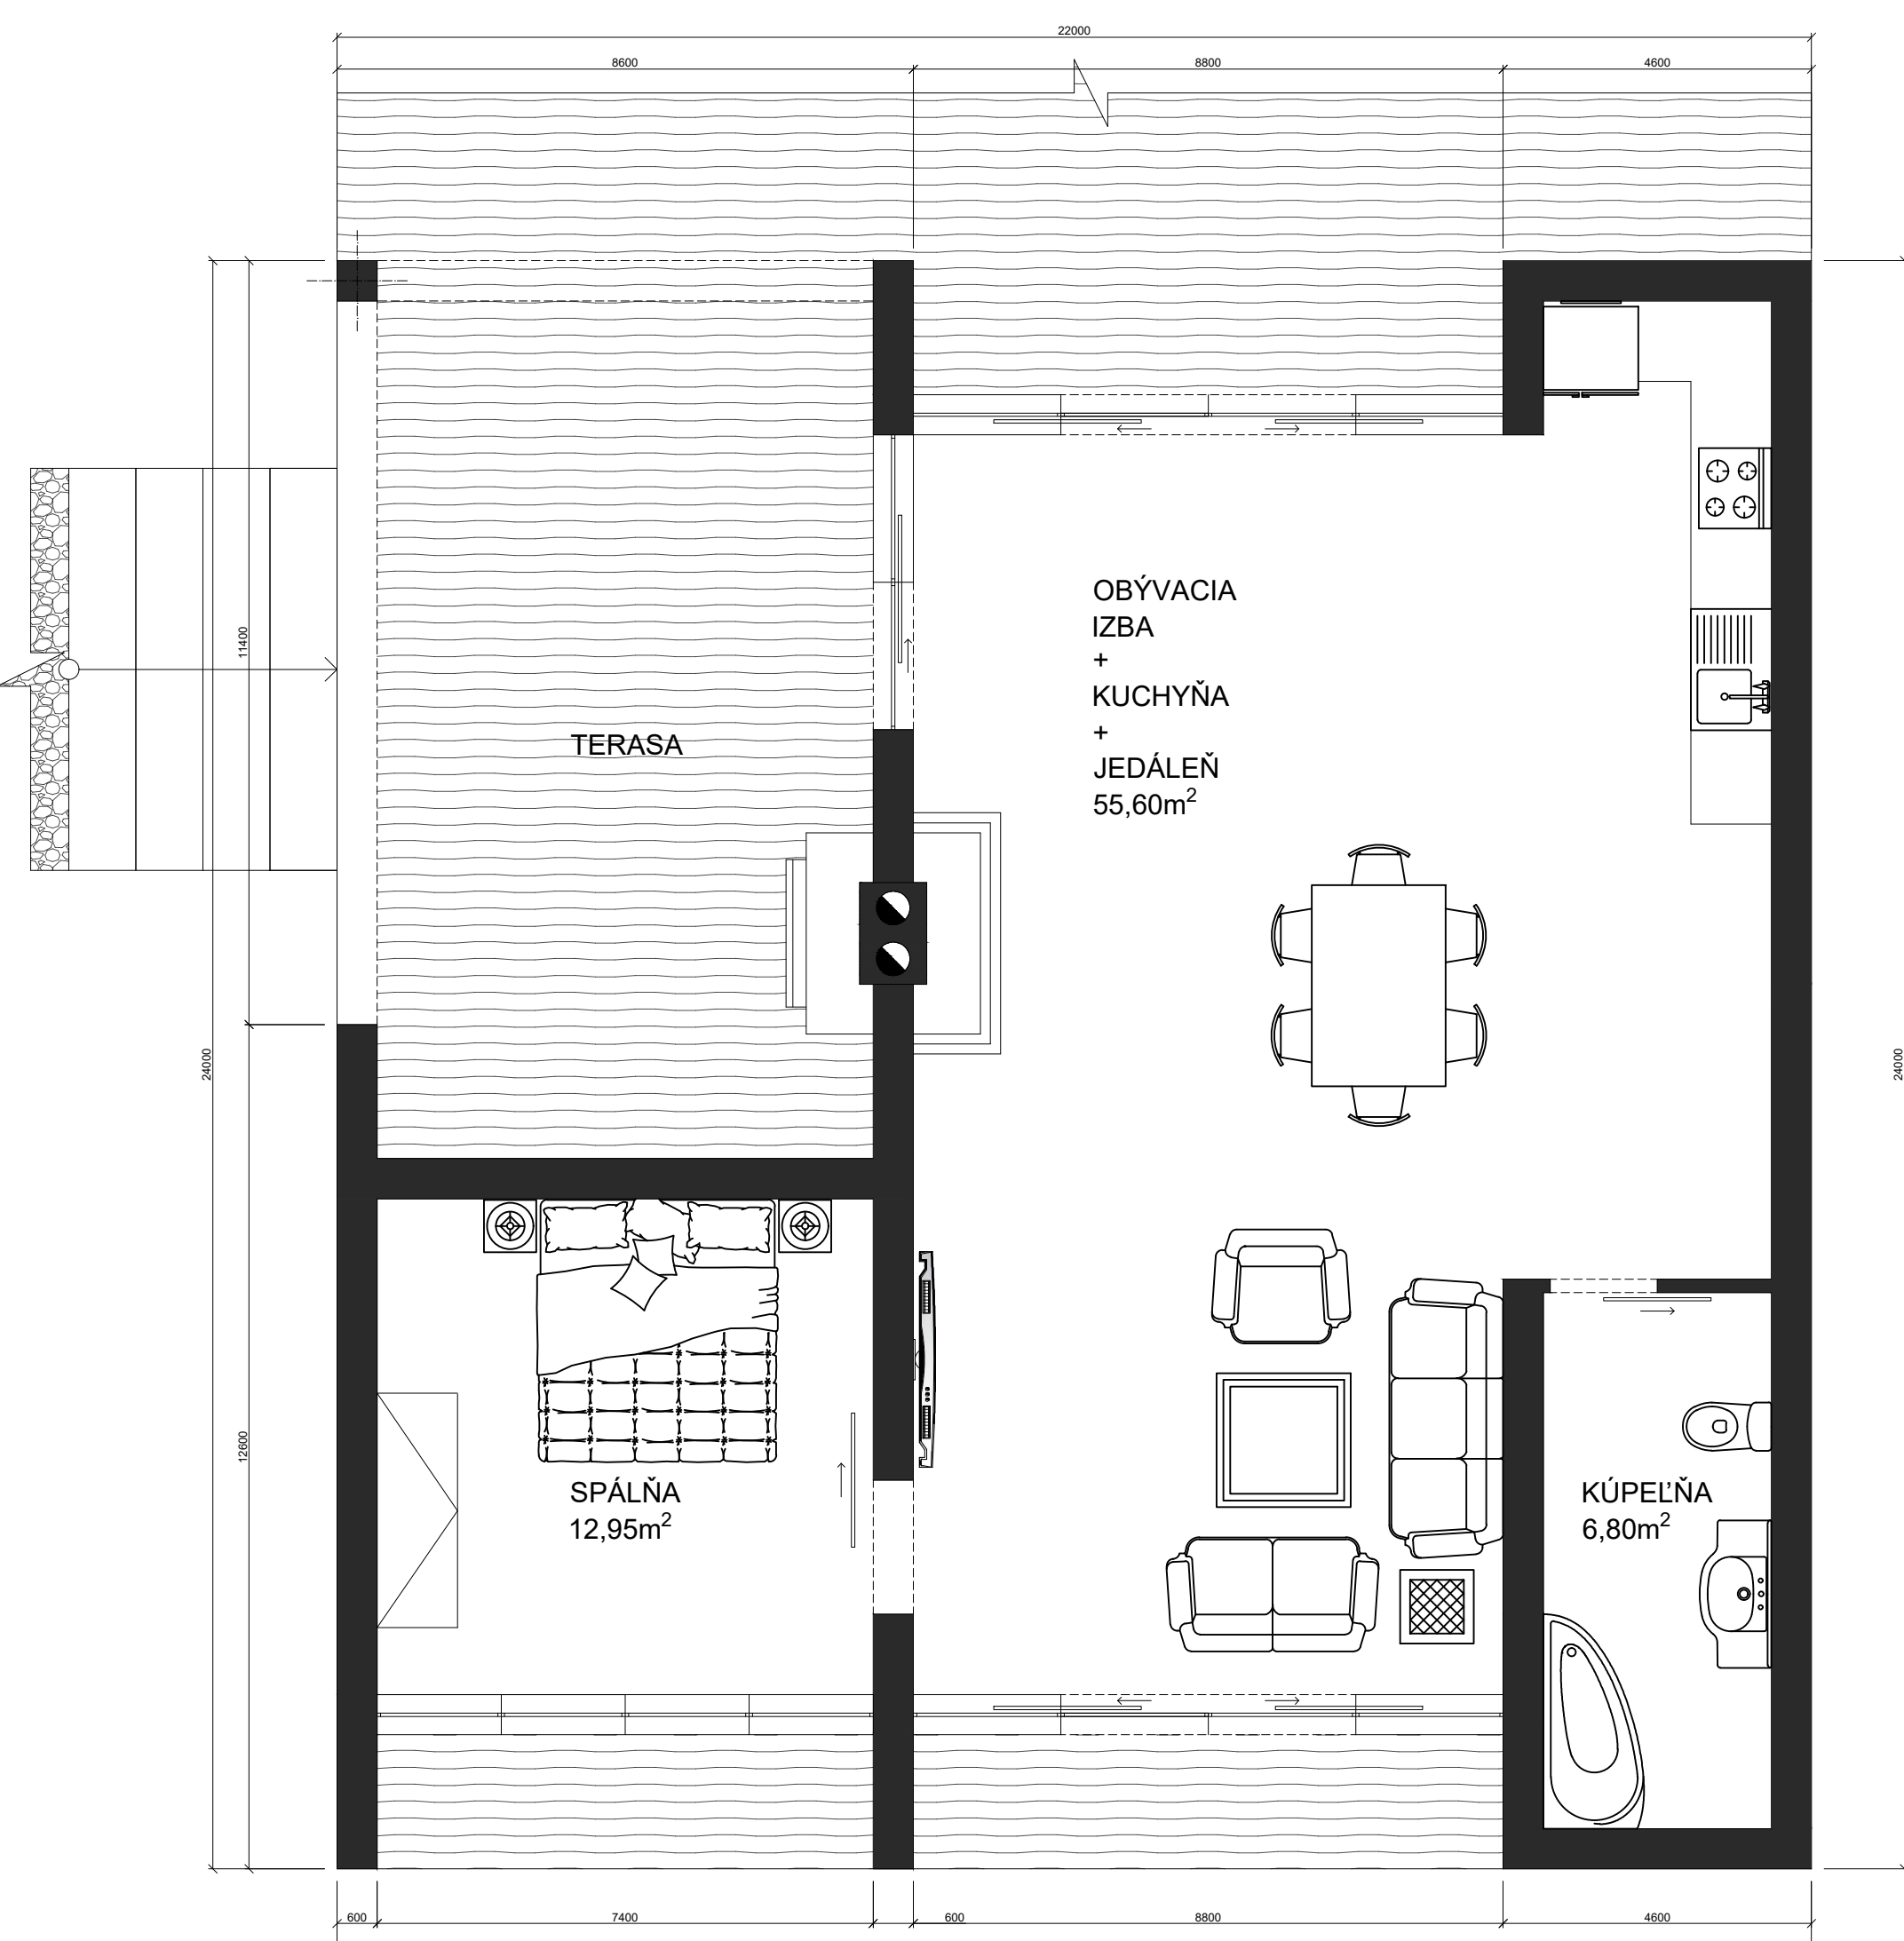 22000
8600
8800
4600
11400
24000
12600
24000
OBÝVACIA
IZBA
+
KUCHYŇA
+
JEDÁLEŇ
55,60m²
TERASA
SPÁLŇA
12,95m²
KÚPEĽŇA
6,80m²
600
7400
600
8800
4600